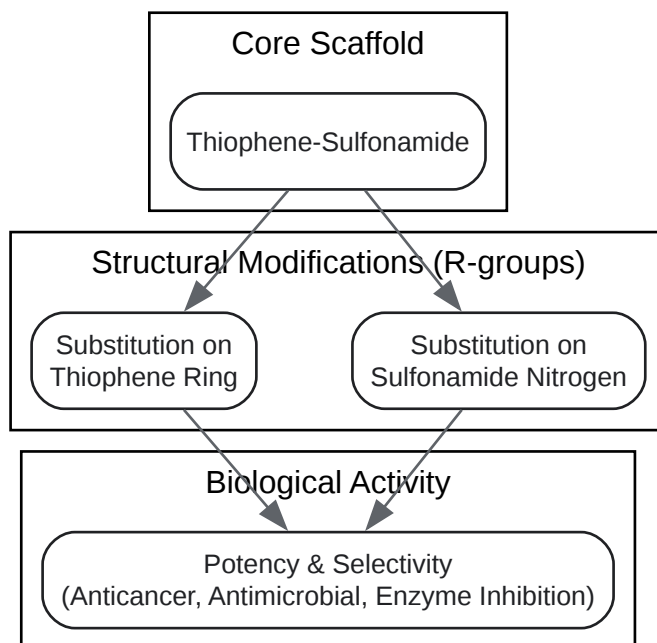 Core Scaffold
Thiophene-Sulfonamide
Structural Modifications (R-groups)
Substitution on
Thiophene Ring
Substitution on
Sulfonamide Nitrogen
Biological Activity
Potency & Selectivity
(Anticancer, Antimicrobial, Enzyme Inhibition)